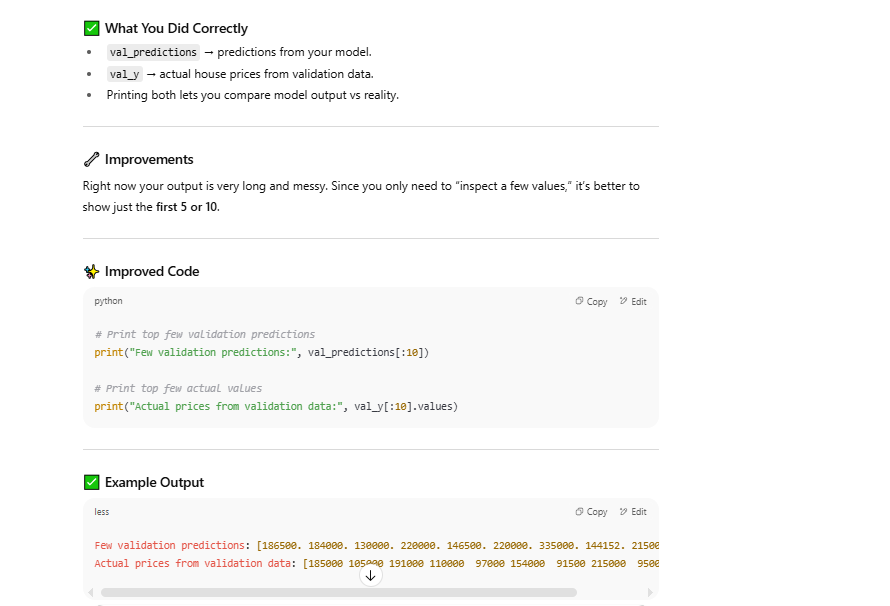 What You Did Correctly
val_predictions → predictions from your model.
val_y → actual house prices from validation data.
Printing both lets you compare model output vs reality.
Improvements
Right now your output is very long and messy. Since you only need to “inspect a few values,” it’s better to
show just the first 5 or 10.
Improved Code
python
Copy
Edit
# Print top few validation predictions
print("Few validation predictions:", val_predictions[:10])
# Print top few actual values
print("Actual prices from validation data:", val_y[:10].values)
Example Output
less
Copy
Edit
Few validation predictions: [186500. 184000. 130000. 220000. 146500. 220000. 335000. 144152. 21500
Actual prices from validation data: [185000 105000 191000 110000  97000 154000  91500 215000  9500